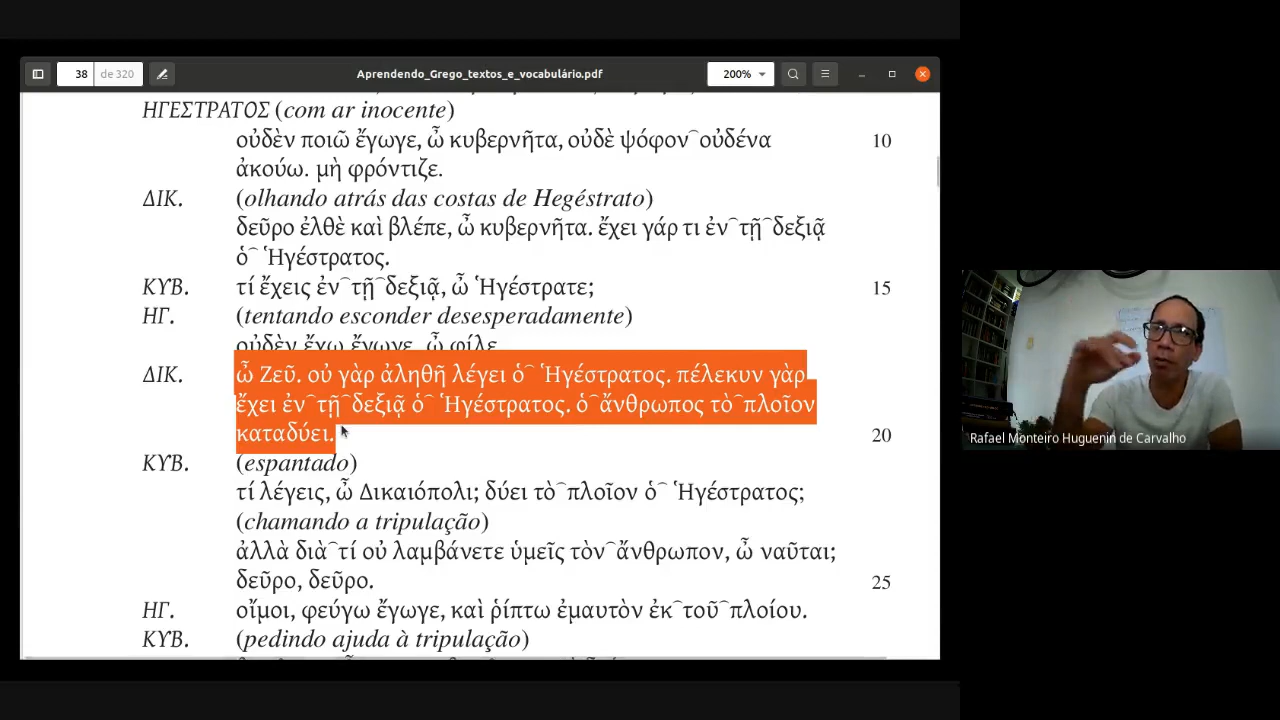 38 de 320 Aprendendo_Grego_textos_e_vocabulário.pdf 200%
ἩΓΕΣΤΡΑΤΟΣ (com ar inocente)
οὐδὲν ποιῶ ἔγωγε, ὦ κυβερνῆτα, οὐδὲ ψόφον⁀οὐδένα 10
ἀκούω. μὴ φρόντιζε.
ΔΙΚ. (olhando atrás das costas de Hegéstrato)
δεῦρο ἐλθὲ καὶ βλέπε, ὦ κυβερνῆτα. ἔχει γάρ τι ἐν⁀τῇ⁀δεξιᾷ
ὁ⁀ Ἡγέστρατος.
ΚΥΒ. τί ἔχεις ἐν⁀τῇ⁀δεξιᾷ, ὦ Ἡγέστρατε; 15
ΗΓ. (tentando esconder desesperadamente)
οὐδὲν ἔχω ἔγωγε, ὦ φίλε
ΔΙΚ. ὦ Ζεῦ. οὐ γὰρ ἀληθῆ λέγει ὁ⁀ Ἡγέστρατος. πέλεκυν γὰρ
ἔχει ἐν⁀τῇ⁀δεξιᾷ ὁ⁀ Ἡγέστρατος. ὁ⁀ἄνθρωπος τὸ⁀πλοῖον
καταδύει. 20
ΚΥΒ. (espantado)
τί λέγεις, ὦ Δικαιόπολι; δύει τὸ⁀πλοῖον ὁ⁀ Ἡγέστρατος;
(chamando a tripulação)
ἀλλὰ διὰ⁀τί οὐ λαμβάνετε ὑμεῖς τὸν⁀ἄνθρωπον, ὦ ναῦται;
δεῦρο, δεῦρο. 25
ΗΓ. οἴμοι, φεύγω ἔγωγε, καὶ ῥίπτω ἐμαυτὸν ἐκ⁀τοῦ⁀πλοίου.
ΚΥΒ. (pedindo ajuda à tripulação)
Rafael Monteiro Huguenin de Carvalho